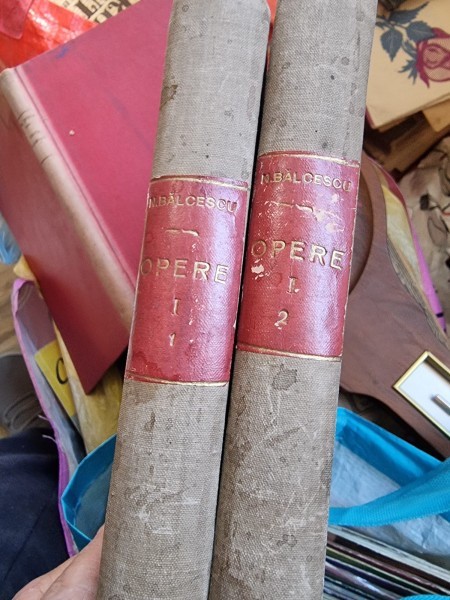 N.BĂLCESCU
OPERE
I
1
N.BĂLCESCU
OPERE
I
2